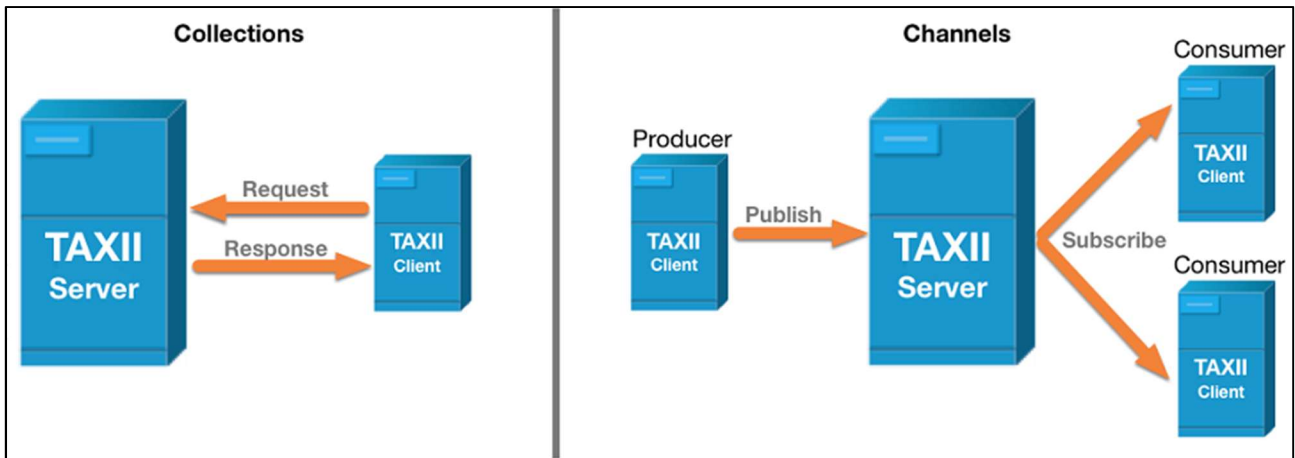 Collections
TAXII
Server
Request
Response
TAXII
Client
Channels
Producer
TAXII
Client
Publish
TAXII
Server
Subscribe
Consumer
TAXII
Client
Consumer
TAXII
Client